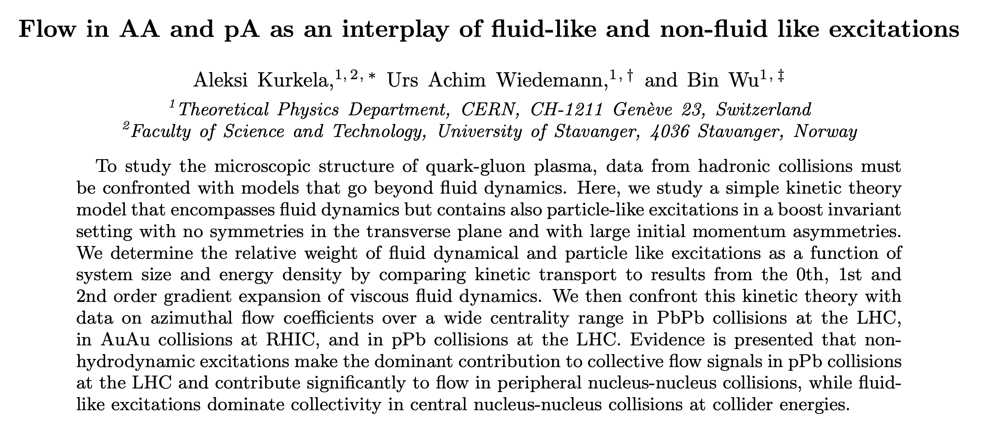 Flow in AA and pA as an interplay of fluid-like and non-fluid like excitations
Aleksi Kurkela,1, 2, * Urs Achim Wiedemann,1, † and Bin Wu1, ‡
1Theoretical Physics Department, CERN, CH-1211 Genève 23, Switzerland
2Faculty of Science and Technology, University of Stavanger, 4036 Stavanger, Norway
To study the microscopic structure of quark-gluon plasma, data from hadronic collisions must
be confronted with models that go beyond fluid dynamics. Here, we study a simple kinetic theory
model that encompasses fluid dynamics but contains also particle-like excitations in a boost invariant
setting with no symmetries in the transverse plane and with large initial momentum asymmetries.
We determine the relative weight of fluid dynamical and particle like excitations as a function of
system size and energy density by comparing kinetic transport to results from the 0th, 1st and
2nd order gradient expansion of viscous fluid dynamics. We then confront this kinetic theory with
data on azimuthal flow coefficients over a wide centrality range in PbPb collisions at the LHC,
in AuAu collisions at RHIC, and in pPb collisions at the LHC. Evidence is presented that non-
hydrodynamic excitations make the dominant contribution to collective flow signals in pPb collisions
at the LHC and contribute significantly to flow in peripheral nucleus-nucleus collisions, while fluid-
like excitations dominate collectivity in central nucleus-nucleus collisions at collider energies.